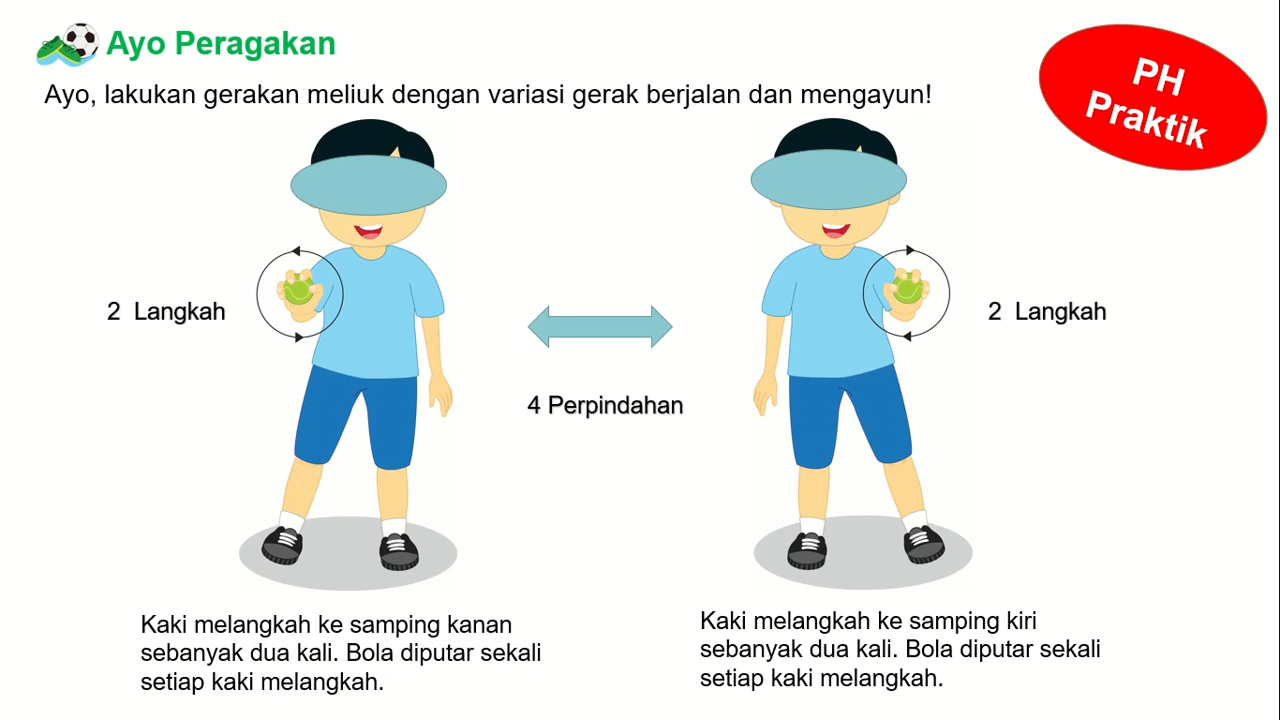 Ayo Peragakan
PH
Praktik
Ayo, lakukan gerakan meliuk dengan variasi gerak berjalan dan mengayun!
2 Langkah
2 Langkah
4 Perpindahan
Kaki melangkah ke samping kanan
sebanyak dua kali. Bola diputar sekali
setiap kaki melangkah.
Kaki melangkah ke samping kiri
sebanyak dua kali. Bola diputar sekali
setiap kaki melangkah.